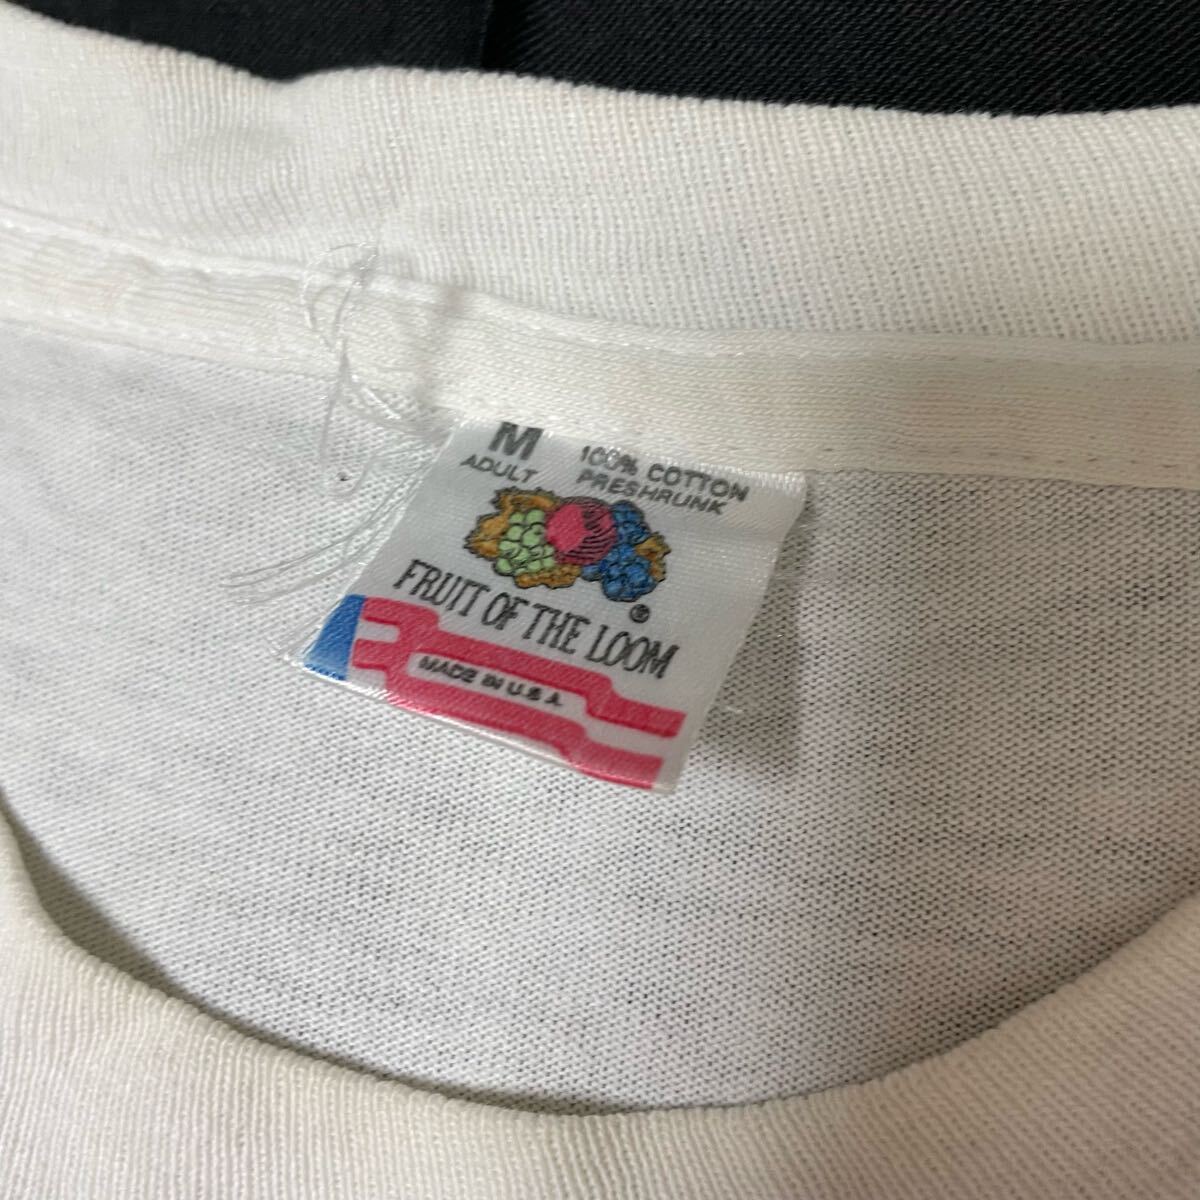 M
ADULT
100% COTTON
PRESHRUNK
FRUIT OF THE LOOM®
MADE IN U.S.A.